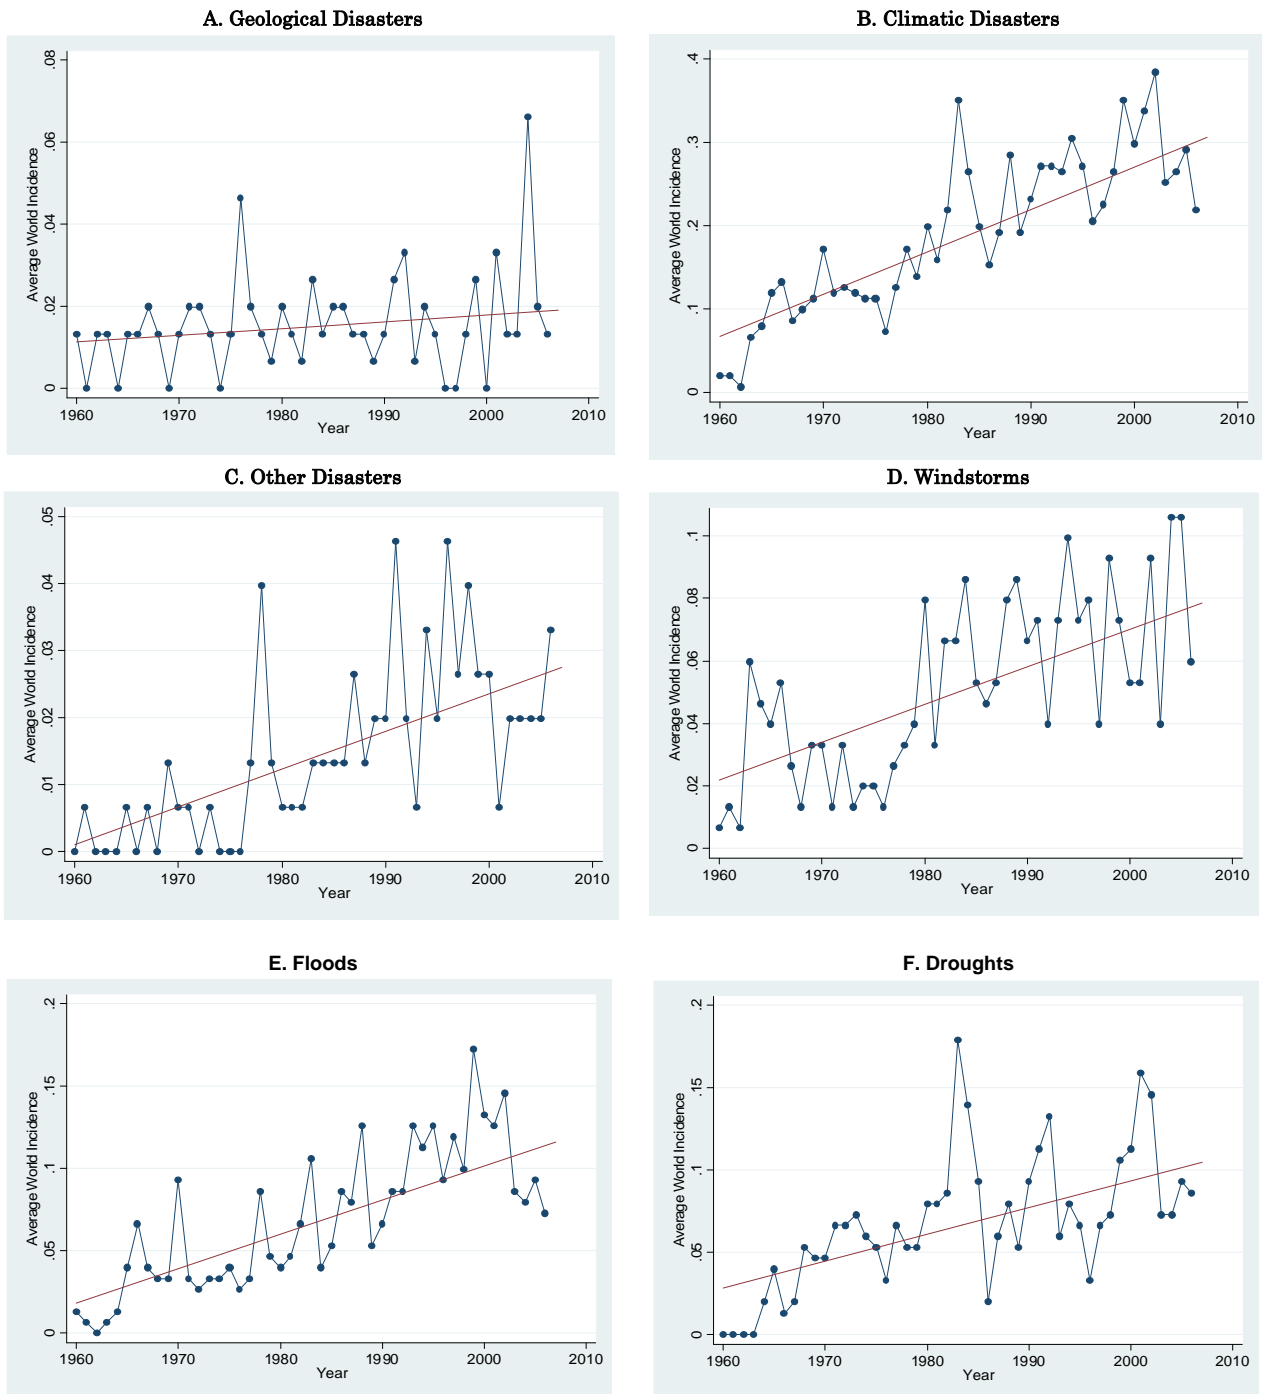 A. Geological Disasters
Average World Incidence
.08
.06
.04
.02
0
1960 1970 1980 1990 2000 2010
Year
B. Climatic Disasters
Average World Incidence
.4
.3
.2
.1
0
1960 1970 1980 1990 2000 2010
Year
C. Other Disasters
Average World Incidence
.05
.04
.03
.02
.01
0
1960 1970 1980 1990 2000 2010
Year
D. Windstorms
Average World Incidence
.1
.08
.06
.04
.02
0
1960 1970 1980 1990 2000 2010
Year
E. Floods
Average World Incidence
.2
.15
.1
.05
0
1960 1970 1980 1990 2000 2010
Year
F. Droughts
Average World Incidence
.2
.15
.1
.05
0
1960 1970 1980 1990 2000 2010
Year